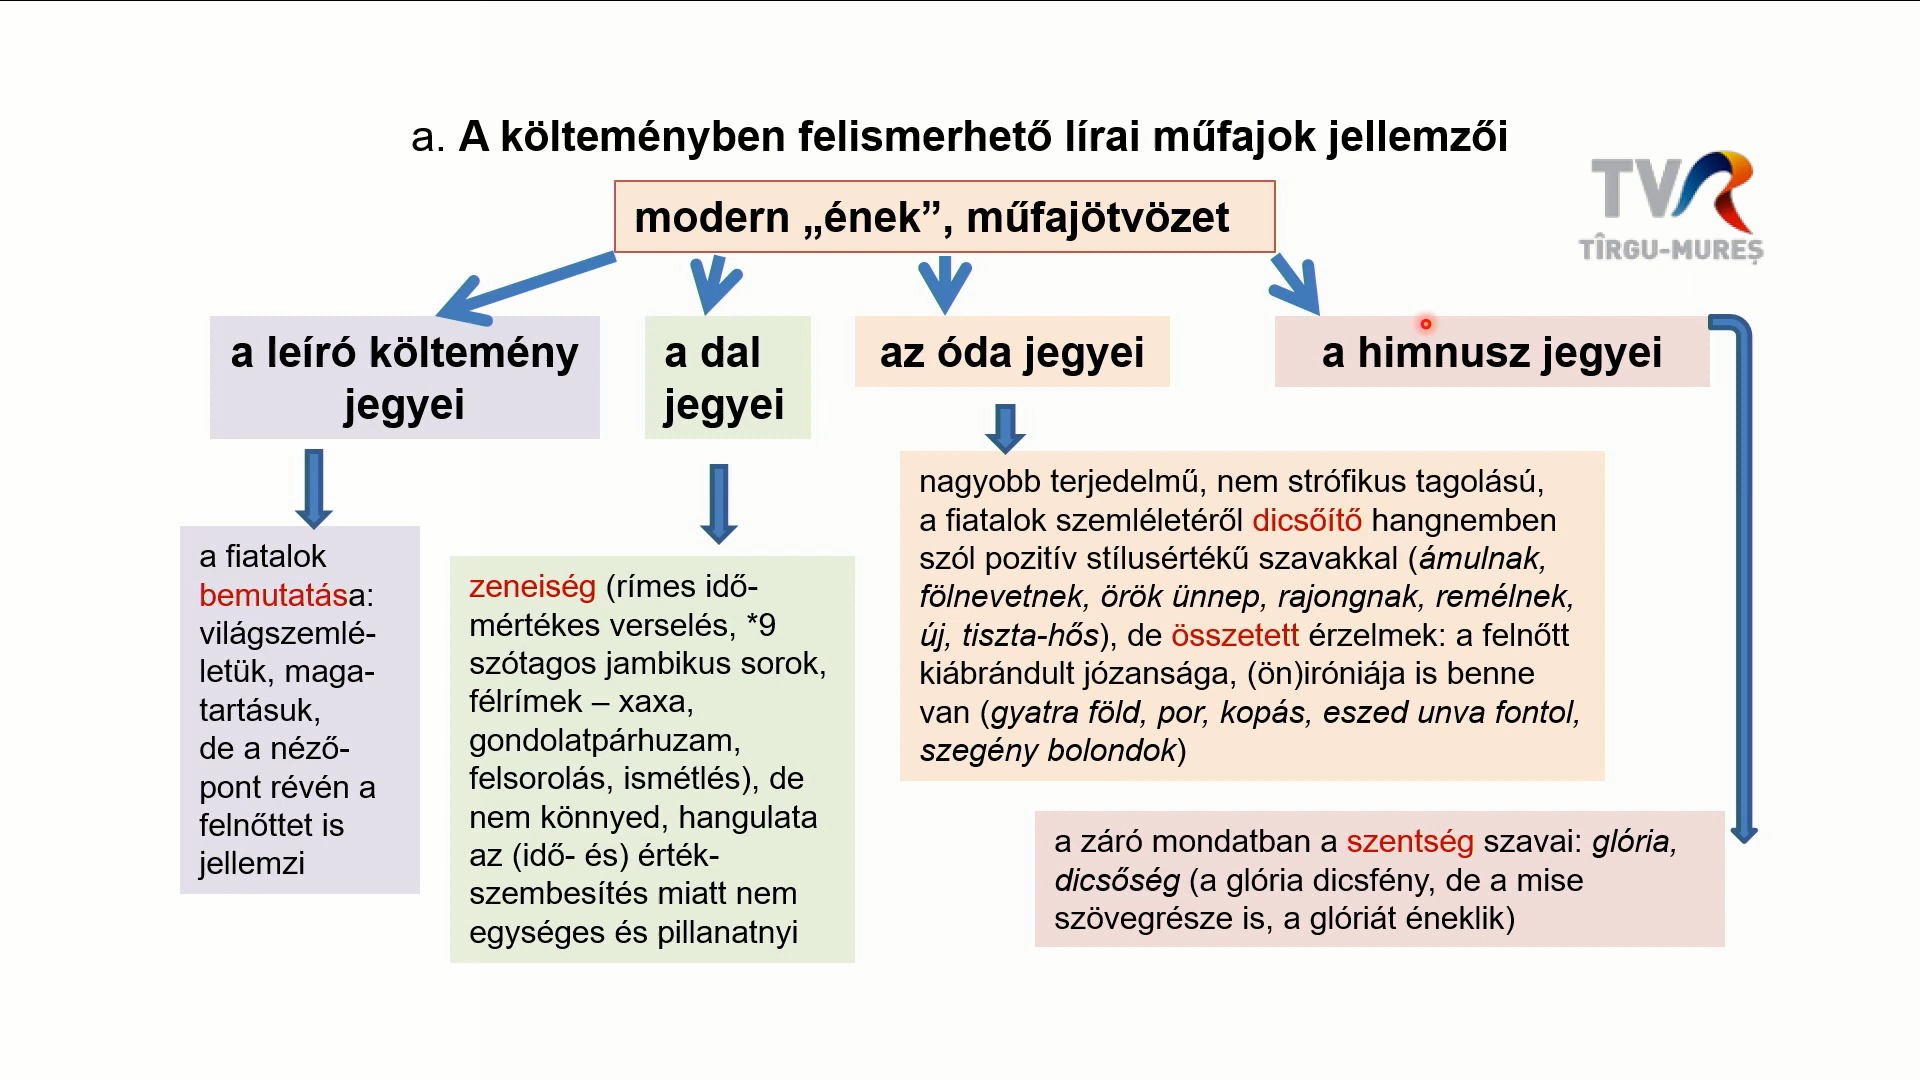 a. A költeményben felismerhető lírai műfajok jellemzői
TVR
TÎRGU-MUREȘ
modern „ének”, műfajötvözet
a leíró költemény
jegyei
a dal
jegyei
az óda jegyei
a himnusz jegyei
a fiatalok
bemutatása:
világszemlé-
letük, maga-
tartásuk,
de a néző-
pont révén a
felnőttet is
jellemzi
zeneiség (rímes idő-
mértékes verselés, *9
szótagos jambikus sorok,
félrímek – xaxa,
gondolatpárhuzam,
felsorolás, ismétlés), de
nem könnyed, hangulata
az (idő- és) érték-
szembesítés miatt nem
egységes és pillanatnyi
nagyobb terjedelmű, nem strófikus tagolású,
a fiatalok szemléletéről dicsőítő hangnemben
szól pozitív stílusértékű szavakkal (ámulnak,
fölnevetnek, örök ünnep, rajongnak, remélnek,
új, tiszta-hős), de összetett érzelmek: a felnőtt
kiábrándult józansága, (ön)iróniája is benne
van (gyatra föld, por, kopás, eszed unva fontol,
szegény bolondok)
a záró mondatban a szentség szavai: glória,
dicsőség (a glória dicsfény, de a mise
szövegrésze is, a glóriát éneklik)